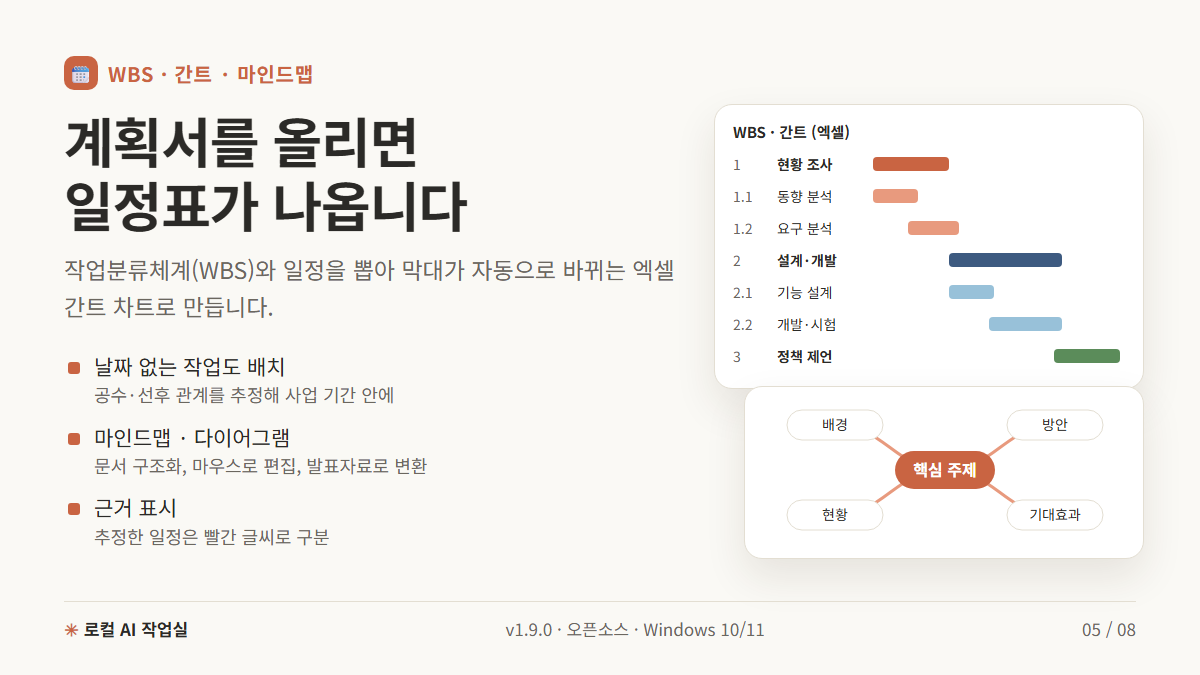 WBS · 간트 · 마인드맵
계획서를 올리면
일정표가 나옵니다
작업분류체계(WBS)와 일정을 뽑아 막대가 자동으로 바뀌는 엑셀
간트 차트로 만듭니다.
날짜 없는 작업도 배치
공수·선후 관계를 추정해 사업 기간 안에
마인드맵 · 다이어그램
문서 구조화, 마우스로 편집, 발표자료로 변환
근거 표시
추정한 일정은 빨간 글씨로 구분
WBS · 간트 (엑셀)
1 현황 조사
1.1 동향 분석
1.2 요구 분석
2 설계·개발
2.1 기능 설계
2.2 개발·시험
3 정책 제언
배경 방안
핵심 주제
현황 기대효과
로컬 AI 작업실
v1.9.0 · 오픈소스 · Windows 10/11
05 / 08